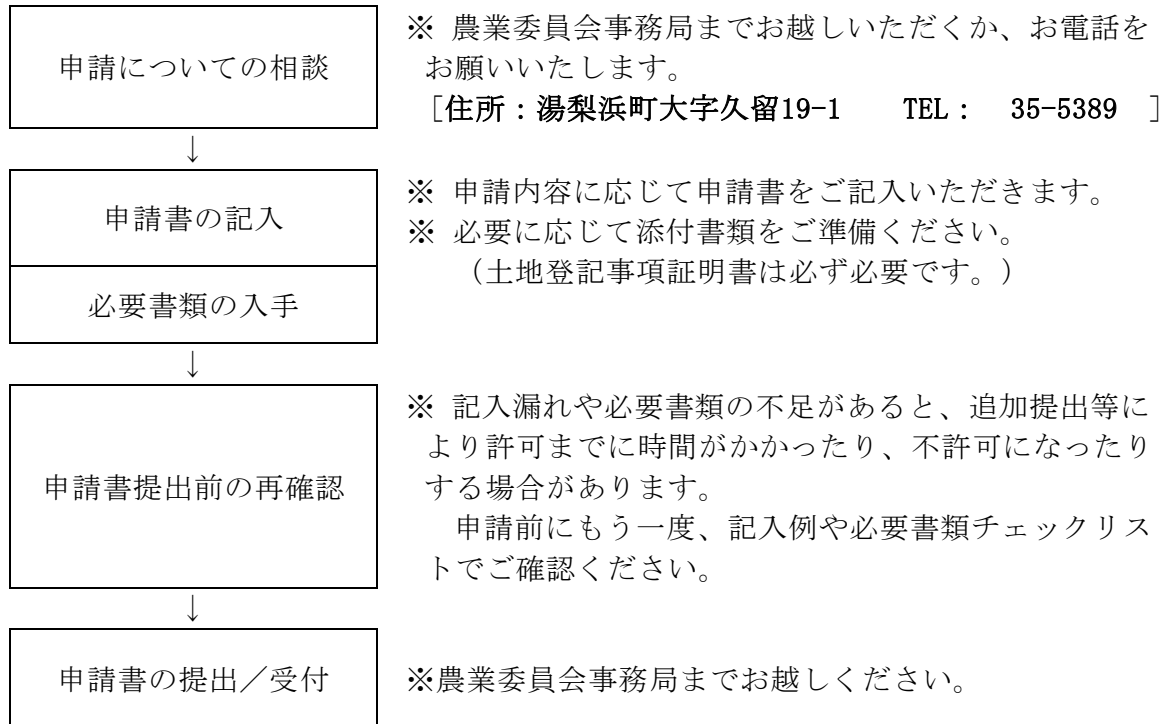 申請についての相談
※ 農業委員会事務局までお越しいただくか、お電話を
お願いいたします。
［住所：湯梨浜町大字久留19-1　　TEL：　35-5389　］
↓
申請書の記入
※ 申請内容に応じて申請書をご記入いただきます。
※ 必要に応じて添付書類をご準備ください。
（土地登記事項証明書は必ず必要です。）
必要書類の入手
↓
申請書提出前の再確認
※ 記入漏れや必要書類の不足があると、追加提出等に
より許可までに時間がかかったり、不許可になったり
する場合があります。
申請前にもう一度、記入例や必要書類チェックリス
トでご確認ください。
↓
申請書の提出／受付
※農業委員会事務局までお越しください。